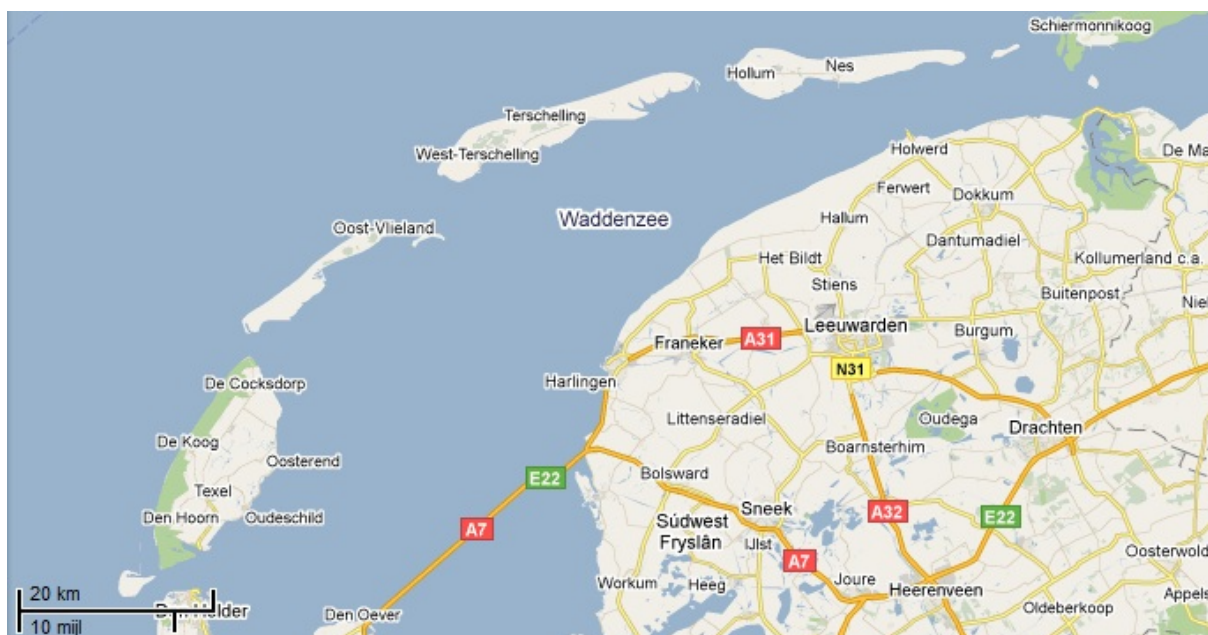 Schiermonnikoog
Nes
Hollum
Terschelling
West-Terschelling
Holwerd
De Ma
Ferwert
Dokkum
Waddenzee
Hallum
Oost-Vlieland
Dantumadiel
Het Bildt
Kollumerland c.a.
Stiens
Buitenpost
Niel
Leeuwarden
Burgum
A31
Franeker
N31
De Cocksdorp
Harlingen
Littenseradiel
Oudega
Drachten
De Koog
Boarnsterhim
Oosterend
Bolsward
E22
Texel
Sneek
A32
Den Hoorn
Oudeschild
Súdwest
Fryslân
E22
A7
IJlst
Oosterwold
A7
Workum
Heeg
Joure
Heerenveen
Appels
20 km
Den Helder
Den Oever
Oldeberkoop
10 mijl